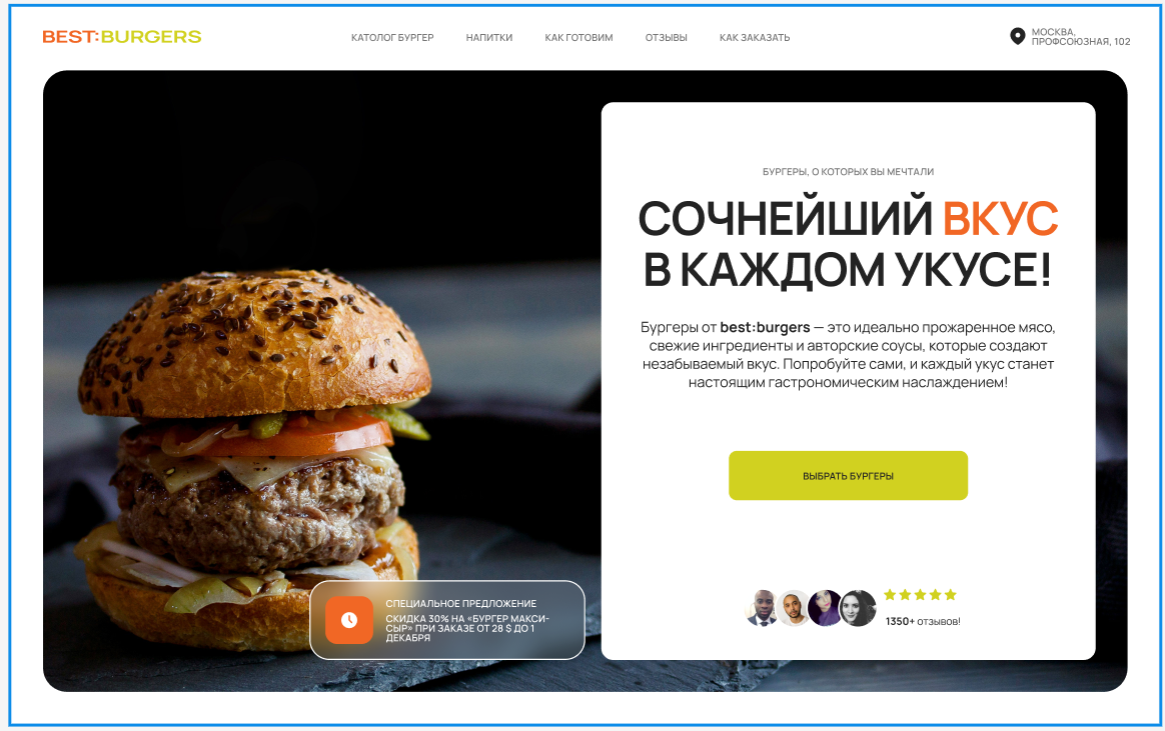 BEST:BURGERS
КАТОЛОГ БУРГЕР
НАПИТКИ
КАК ГОТОВИМ
ОТЗЫВЫ
КАК ЗАКАЗАТЬ
МОСКВА,
ПРОФСОЮЗНАЯ, 102
БУРГЕРЫ, О КОТОРЫХ ВЫ МЕЧТАЛИ
СОЧНЕЙШИЙ ВКУС
В КАЖДОМ УКУСЕ!
Бургеры от best:burgers — это идеально прожаренное мясо,
свежие ингредиенты и авторские соусы, которые создают
незабываемый вкус. Попробуйте сами, и каждый укус станет
настоящим гастрономическим наслаждением!
ВЫБРАТЬ БУРГЕРЫ
1350+ отзывов!
СПЕЦИАЛЬНОЕ ПРЕДЛОЖЕНИЕ
СКИДКА 30% НА «БУРГЕР МАКСИ-
СЫР» ПРИ ЗАКАЗЕ ОТ 28 $ ДО 1
ДЕКАБРЯ